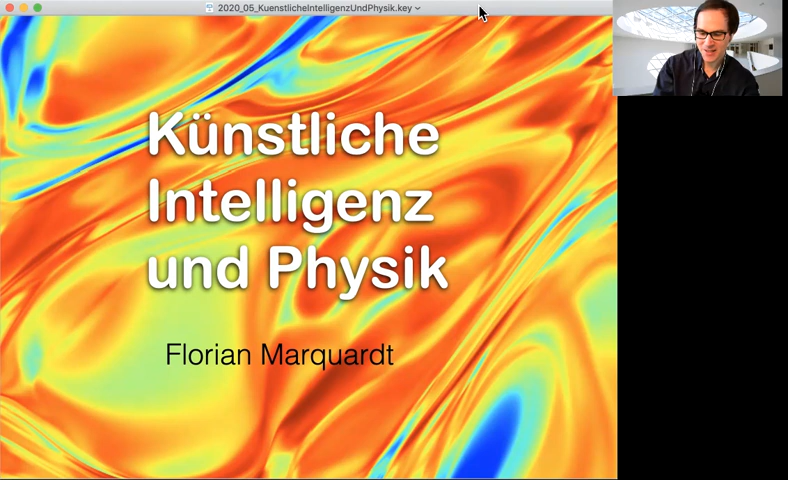 2020_05_KuenstlicheIntelligenzUndPhysik.key
Künstliche
Intelligenz
und Physik
Florian Marquardt